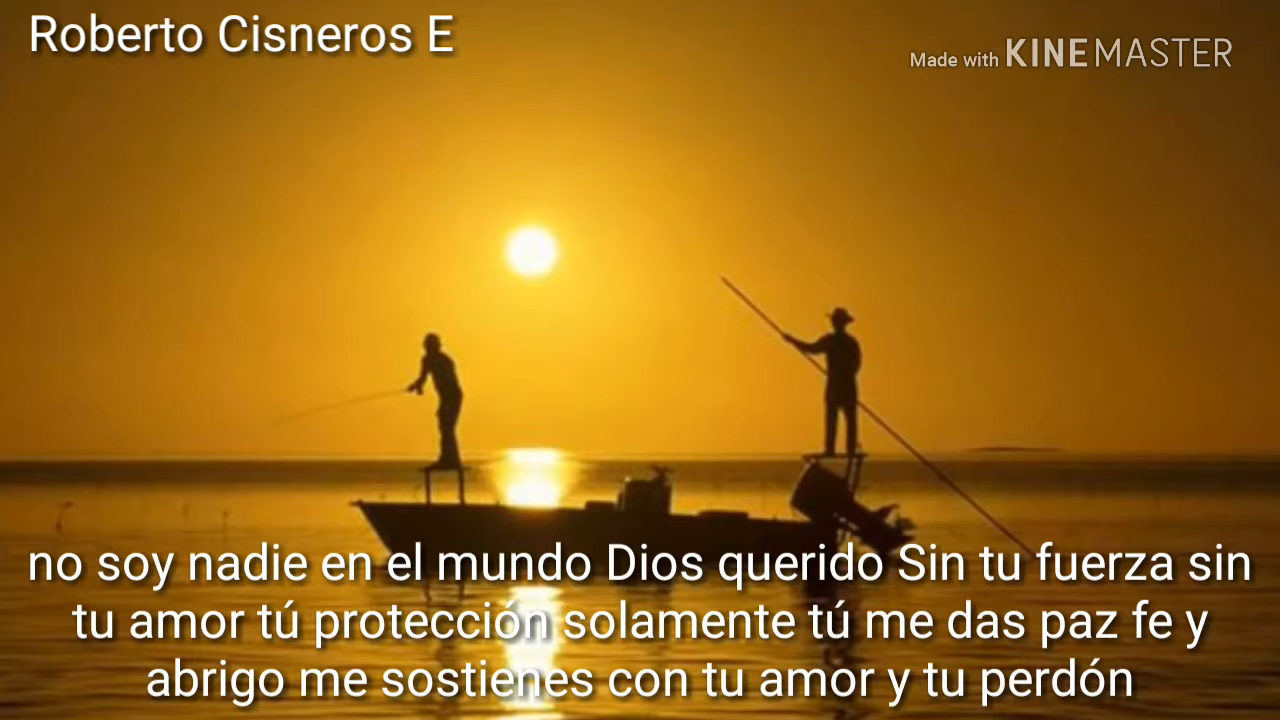 Roberto Cisneros E
Made with KINEMASTER
no soy nadie en el mundo Dios querido Sin tu fuerza sin
tu amor tú protección solamente tú me das paz fe y
abrigo me sostienes con tu amor y tu perdón